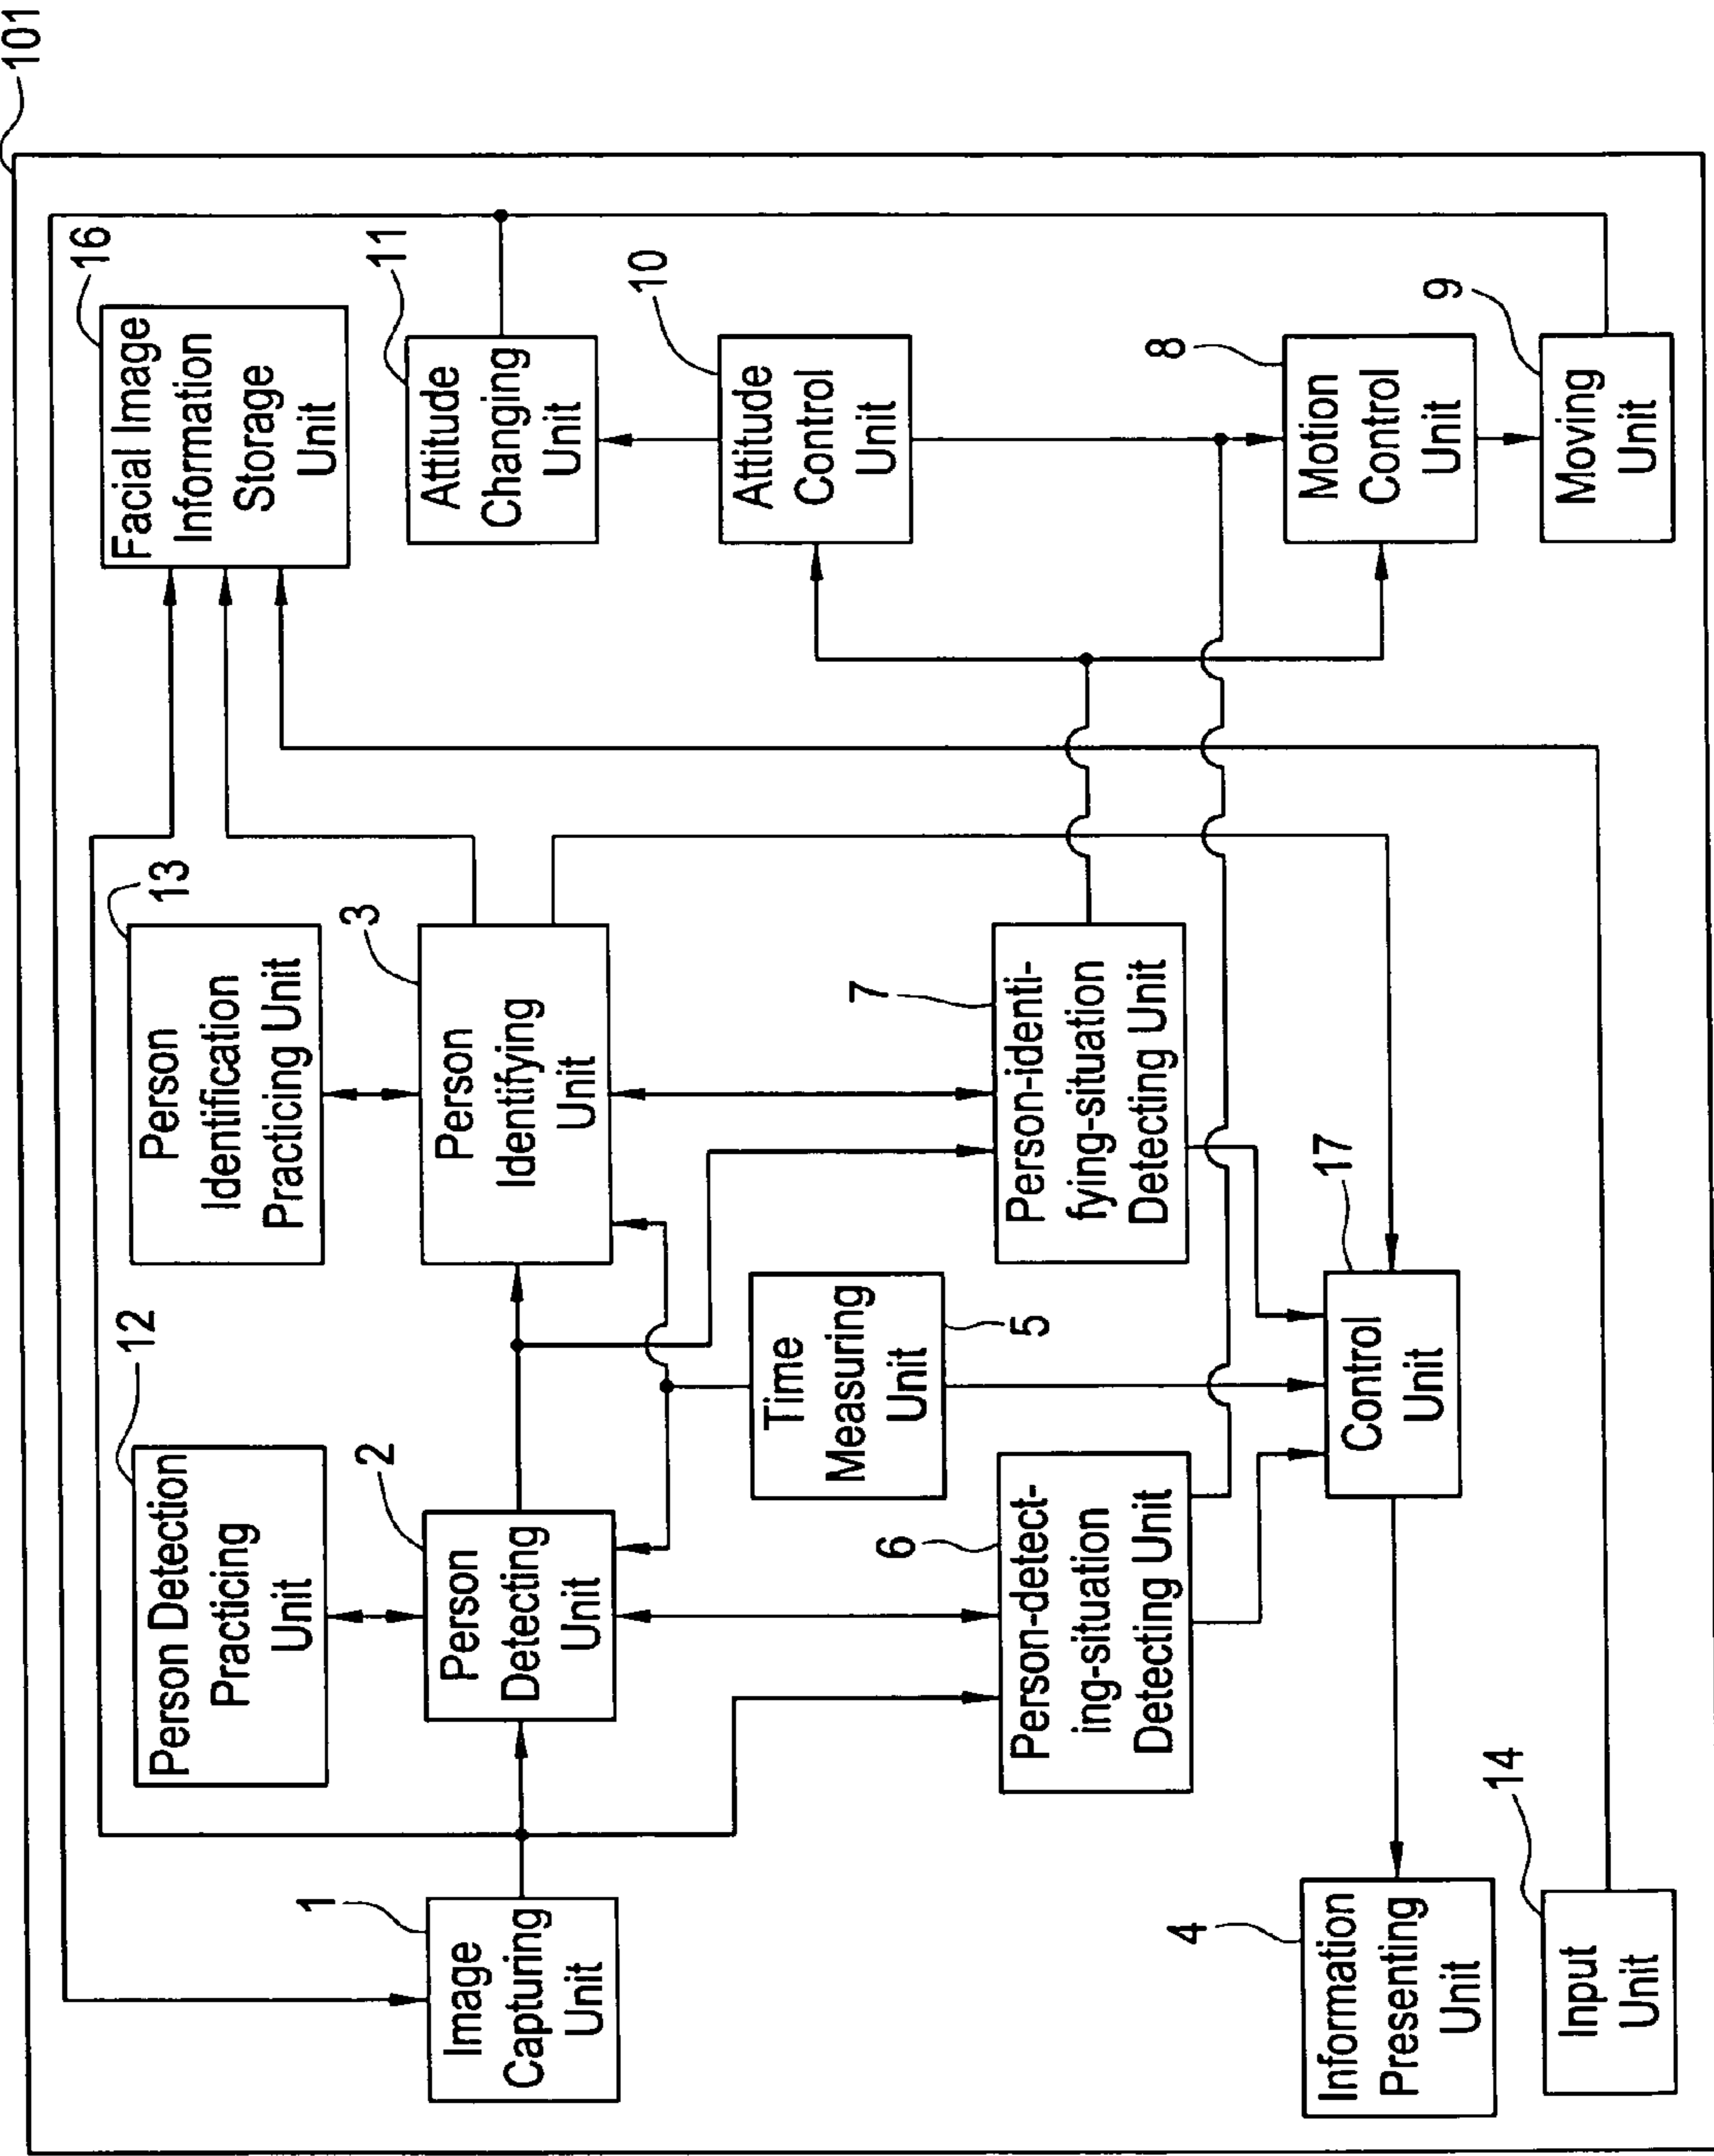 101
16
Facial Image
Information
Storage
Unit
11
Attitude
Changing
Unit
10
Attitude
Control
Unit
8
Motion
Control
Unit
9
Moving
Unit
13
Person
Identification
Practicing Unit
3
Person
Identifying
Unit
7
Person-identi-
fying-situation
Detecting Unit
12
Person Detection
Practicing
Unit
2
Person
Detecting
Unit
5
Time
Measuring
Unit
6
Person-detect-
ing-situation
Detecting Unit
17
Control
Unit
1
Image
Capturing
Unit
4
Information
Presenting
Unit
14
Input
Unit